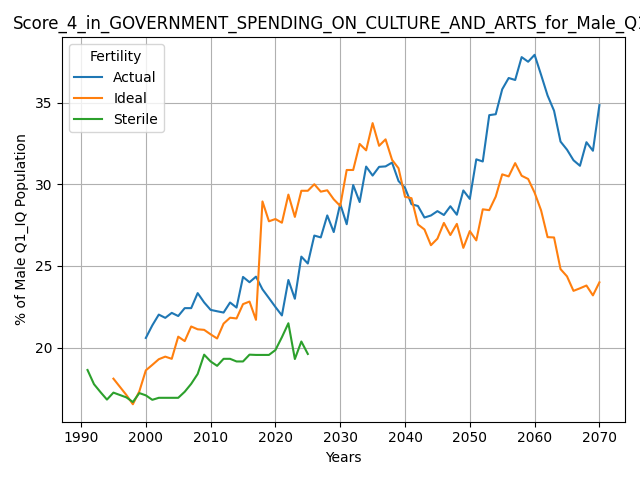 Score_4_in_GOVERNMENT_SPENDING_ON_CULTURE_AND_ARTS_for_Male_Q1
Fertility
Actual
Ideal
Sterile
% of Male Q1_IQ Population
35
30
25
20
1990 2000 2010 2020 2030 2040 2050 2060 2070
Years